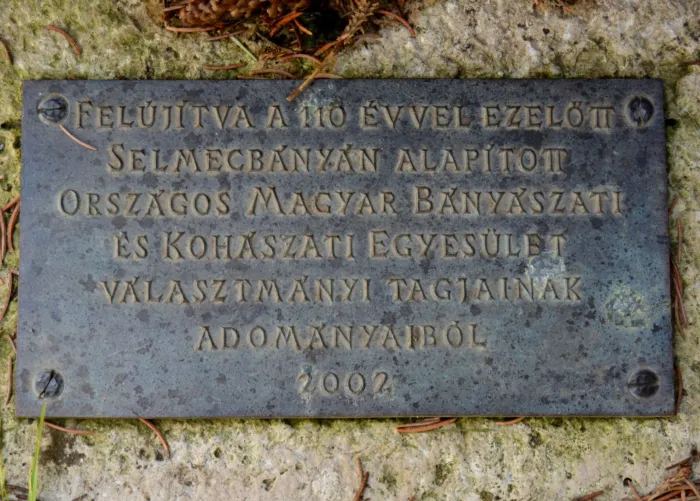 FELÚJÍTVA A 110 ÉVVEL EZELŐTT
SELMECBÁNYÁN ALAPÍTOTT
ORSZÁGOS MAGYAR BÁNYÁSZATI
ÉS KOHÁSZATI EGYESÜLET
VÁLASZTMÁNYI TAGJAINAK
ADOMÁNYAIBÓL
2002